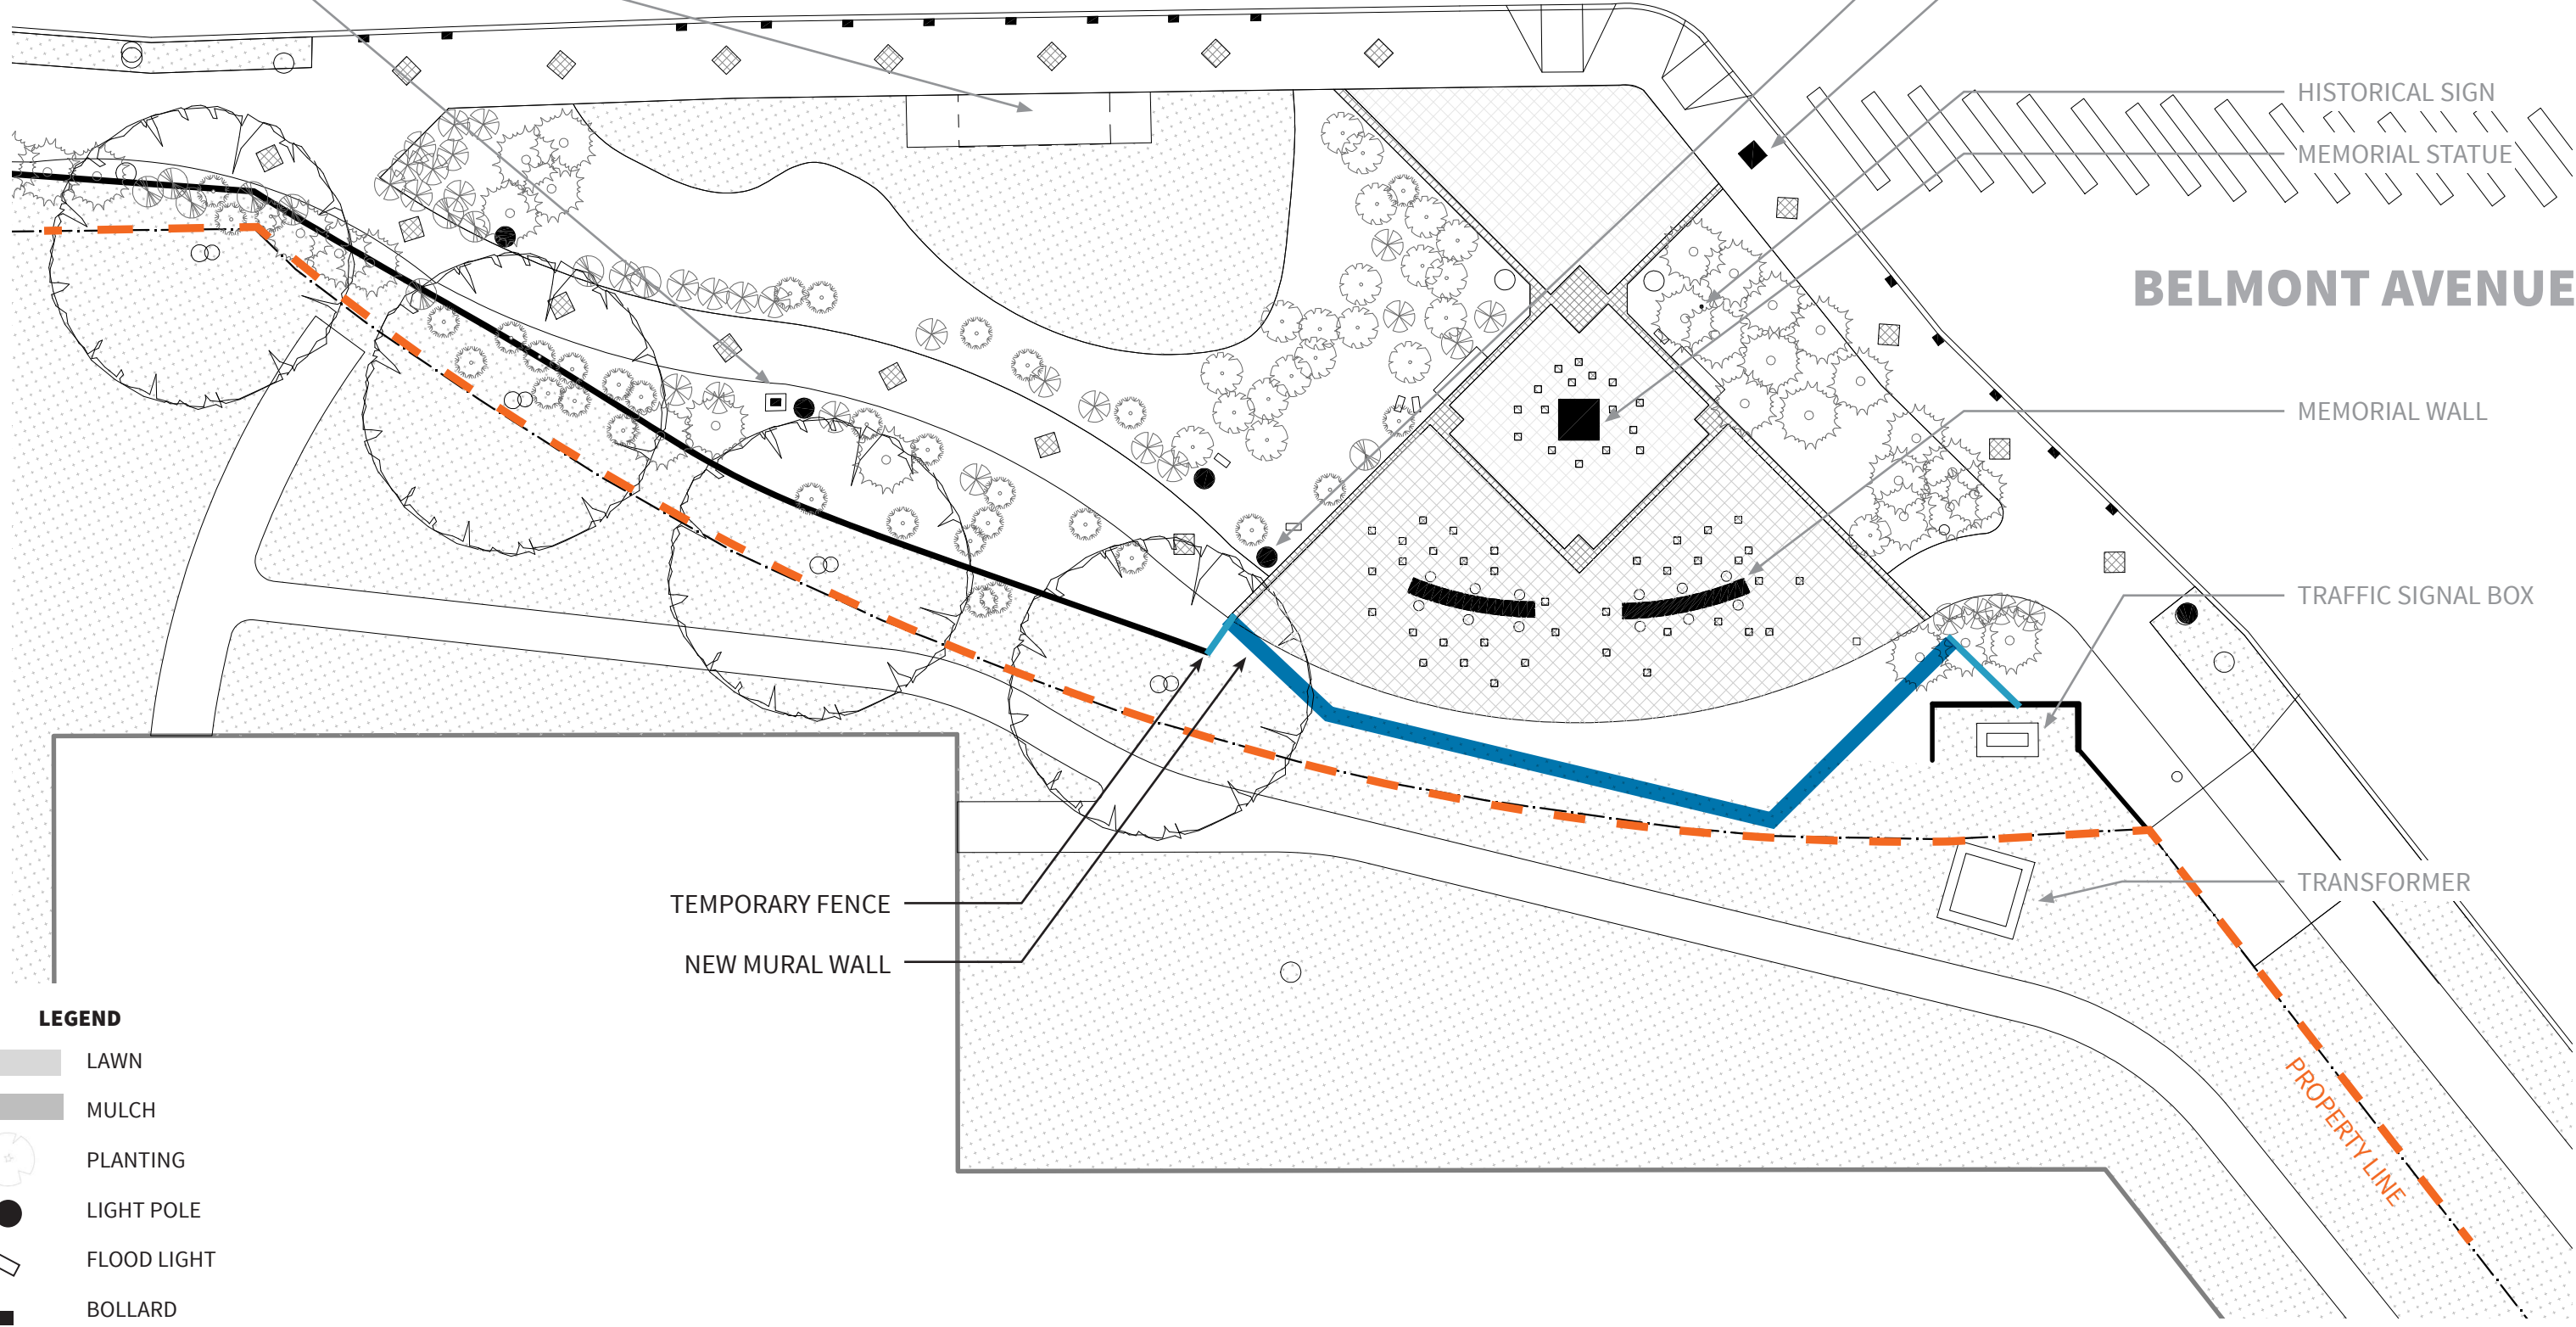 HISTORICAL SIGN
MEMORIAL STATUE
BELMONT AVENUE
MEMORIAL WALL
TRAFFIC SIGNAL BOX
TRANSFORMER
TEMPORARY FENCE
NEW MURAL WALL
PROPERTY LINE
LEGEND
LAWN
MULCH
PLANTING
LIGHT POLE
FLOOD LIGHT
BOLLARD